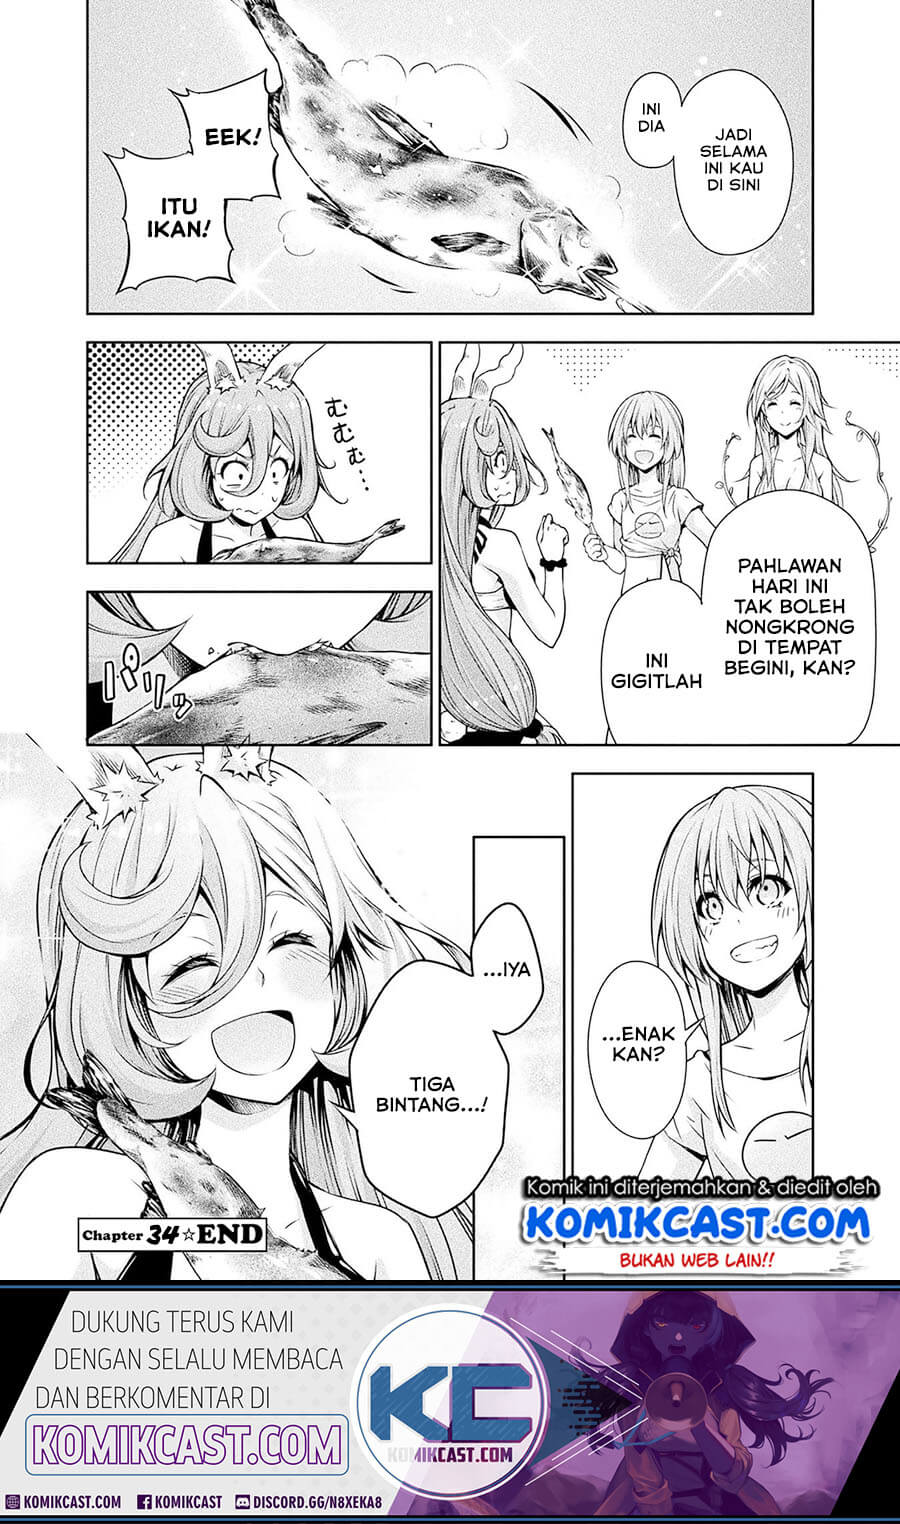 INI
DIA
JADI
SELAMA
INI KAU
DI SINI
EEK!
ITU
IKAN!
PAHLAWAN
HARI INI
TAK BOLEH
NONGKRONG
DI TEMPAT
BEGINI, KAN?
INI
GIGITLAH
むむむ…
パリッ
...ENAK
KAN?
...IYA
TIGA
BINTANG...!
Chapter 34☆END
Komik ini diterjemahkan & diedit oleh
KOMIKCAST.COM
BUKAN WEB LAIN!!
DUKUNG TERUS KAMI
DENGAN SELALU MEMBACA
DAN BERKOMENTAR DI
KOMIKCAST.COM
KOMIKCAST.COM KOMIKCAST DISCORD.GG/N8XEKA8
KC
KOMIKCAST.COM